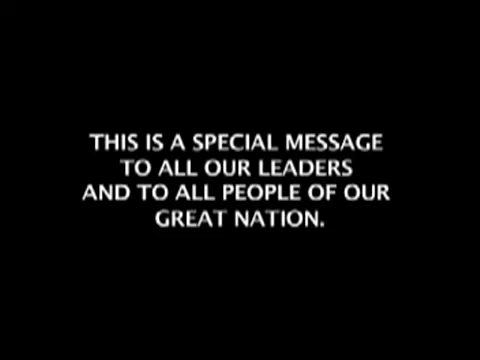 THIS IS A SPECIAL MESSAGE
TO ALL OUR LEADERS
AND TO ALL PEOPLE OF OUR
GREAT NATION.